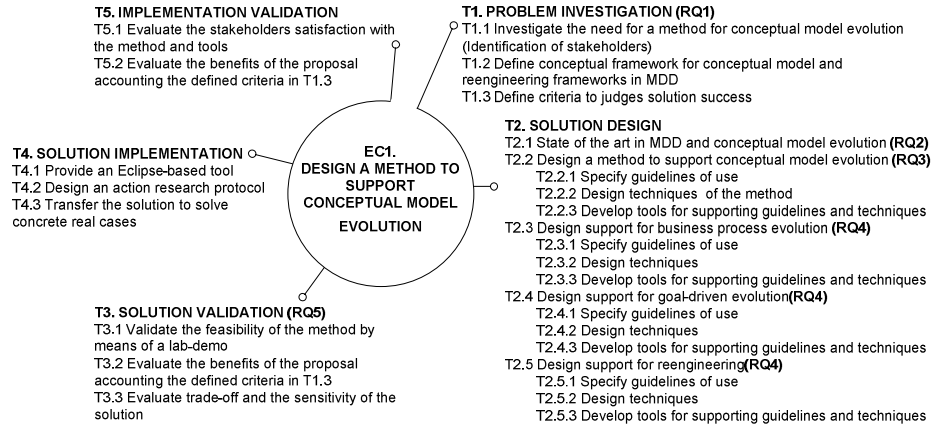 T5. IMPLEMENTATION VALIDATION
T5.1 Evaluate the stakeholders satisfaction with
the method and tools
T5.2 Evaluate the benefits of the proposal
accounting the defined criteria in T1.3
T1. PROBLEM INVESTIGATION (RQ1)
T1.1 Investigate the need for a method for conceptual model evolution
(Identification of stakeholders)
T1.2 Define conceptual framework for conceptual model and
reengineering frameworks in MDD
T1.3 Define criteria to judges solution success
EC1.
DESIGN A METHOD TO
SUPPORT
CONCEPTUAL MODEL
EVOLUTION
T2. SOLUTION DESIGN
T2.1 State of the art in MDD and conceptual model evolution (RQ2)
T2.2 Design a method to support conceptual model evolution (RQ3)
T2.2.1 Specify guidelines of use
T2.2.2 Design techniques of the method
T2.2.3 Develop tools for supporting guidelines and techniques
T2.3 Design support for business process evolution (RQ4)
T2.3.1 Specify guidelines of use
T2.3.2 Design techniques
T2.3.3 Develop tools for supporting guidelines and techniques
T2.4 Design support for goal-driven evolution(RQ4)
T2.4.1 Specify guidelines of use
T2.4.2 Design techniques
T2.4.3 Develop tools for supporting guidelines and techniques
T2.5 Design support for reengineering(RQ4)
T2.5.1 Specify guidelines of use
T2.5.2 Design techniques
T2.5.3 Develop tools for supporting guidelines and techniques
T4. SOLUTION IMPLEMENTATION
T4.1 Provide an Eclipse-based tool
T4.2 Design an action research protocol
T4.3 Transfer the solution to solve
concrete real cases
T3. SOLUTION VALIDATION (RQ5)
T3.1 Validate the feasibility of the method by
means of a lab-demo
T3.2 Evaluate the benefits of the proposal
accounting the defined criteria in T1.3
T3.3 Evaluate trade-off and the sensitivity of the
solution